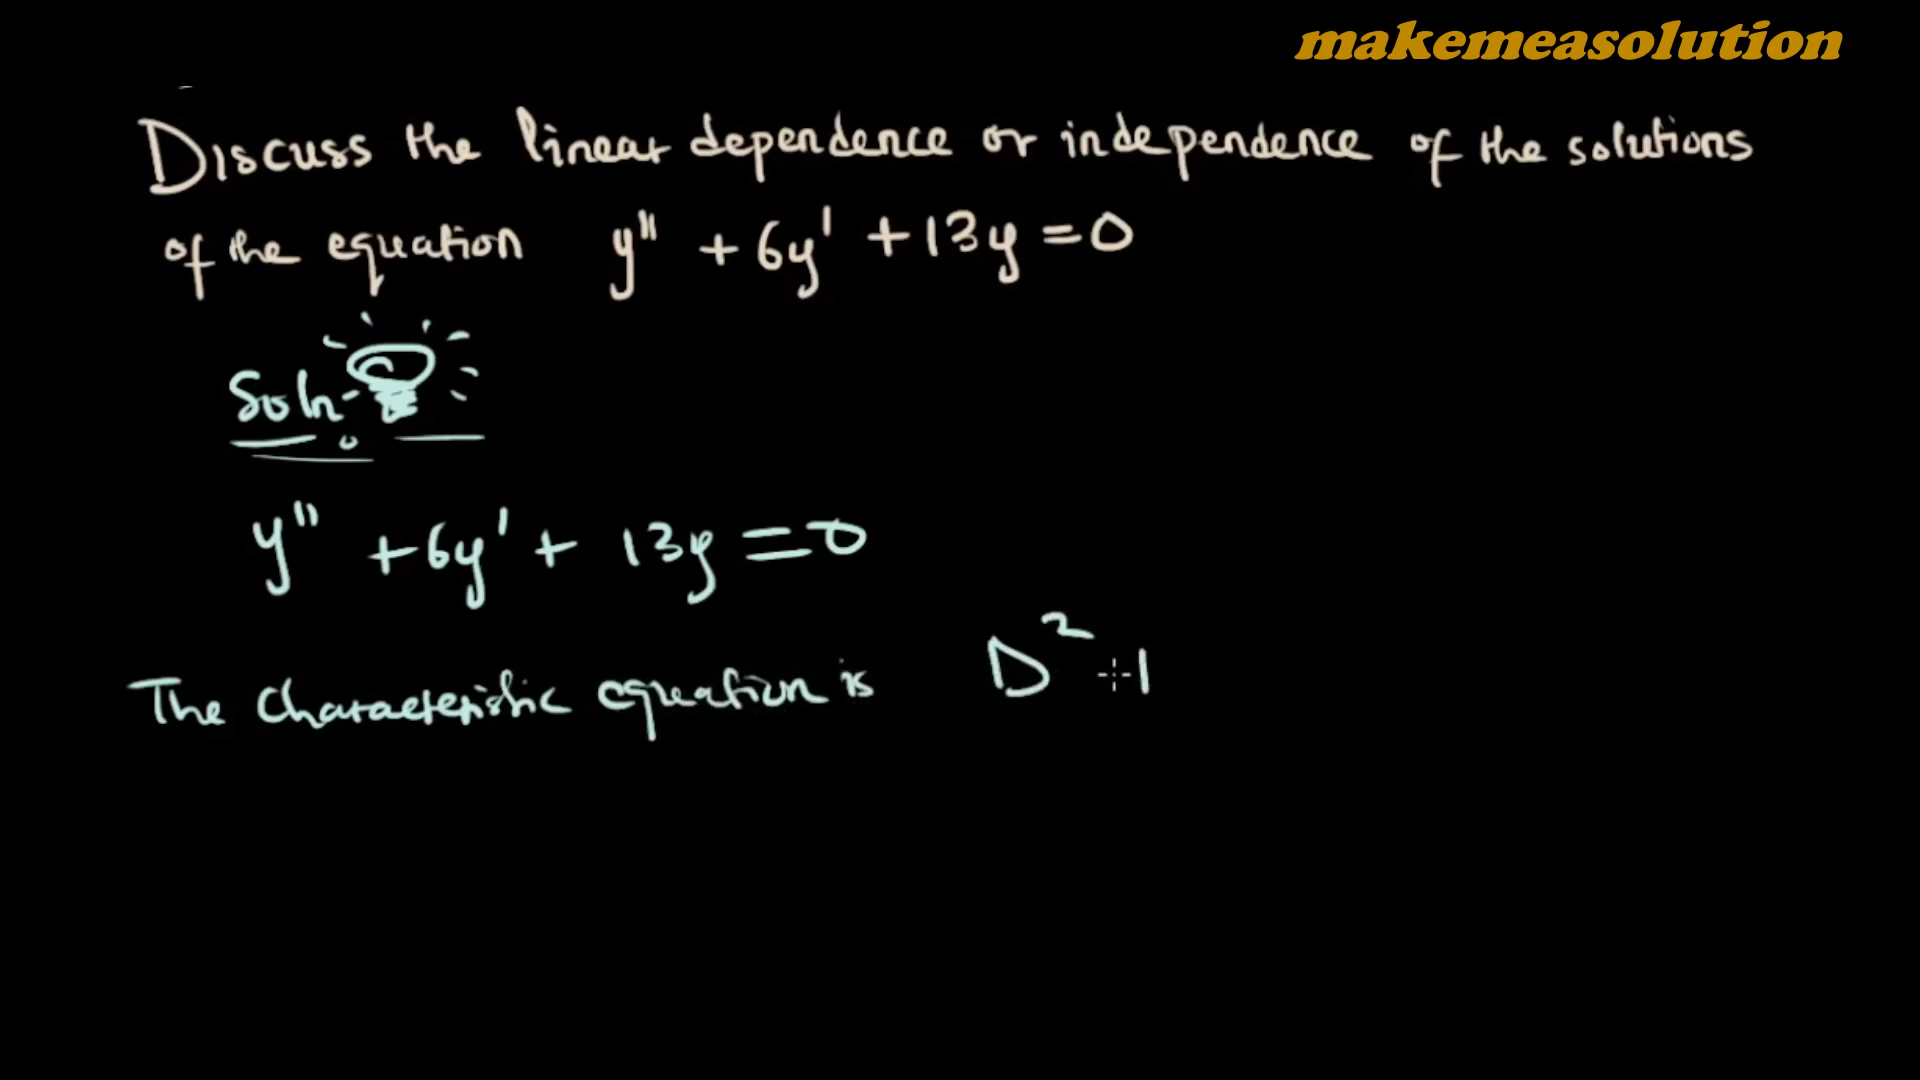 makemeasolution
Discuss the linear dependence or independence of the solutions
of the equation y" + 6y' + 13y = 0
Soln
y" + 6y' + 13y = 0
The characteristic equation is D² +